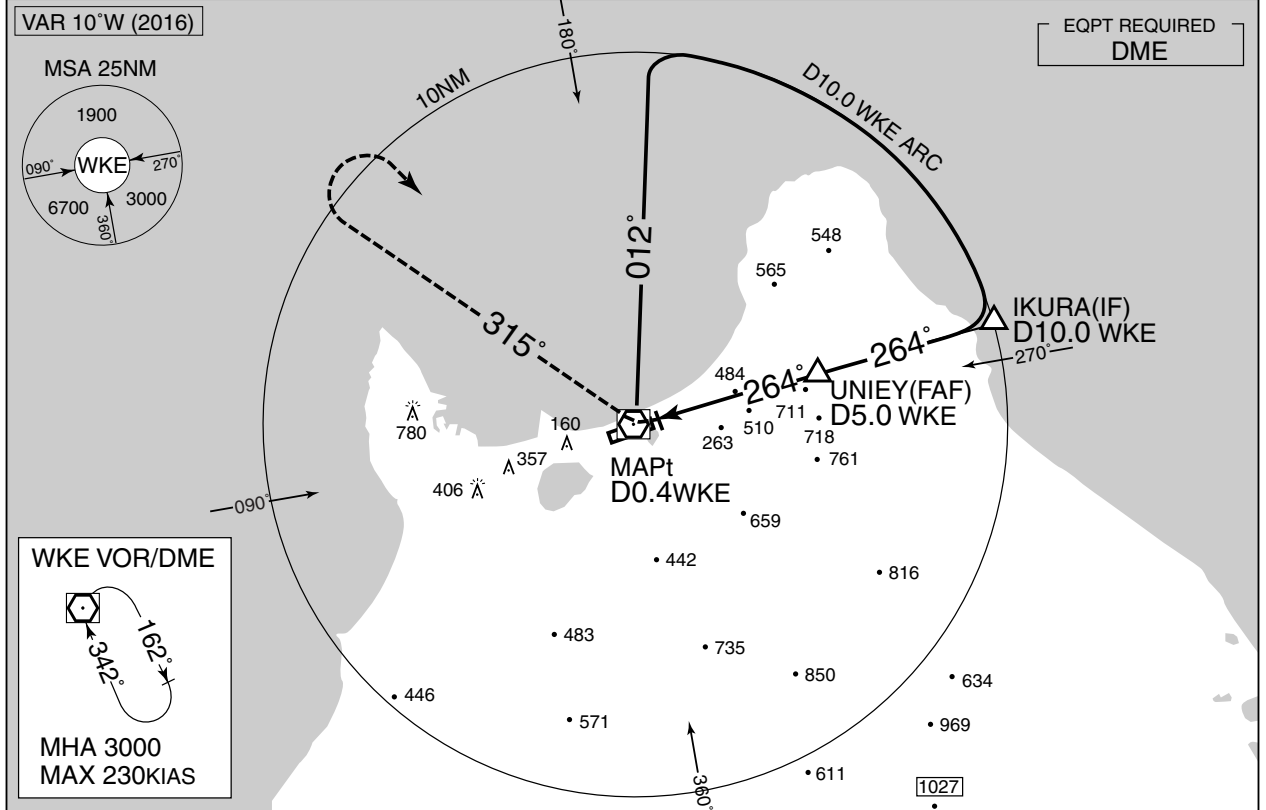 VAR 10°W (2016)
EQPT REQUIRED
DME
MSA 25NM
1900
WKE
090°
270°
6700
3000
360°
180°
10NM
D10.0 WKE ARC
012°
315°
548
565
IKURA(IF)
D10.0 WKE
270°
264°
264°
484
UNIEY(FAF)
D5.0 WKE
711
510
718
263
761
780
160
357
406
MAPt
D0.4WKE
090°
659
442
816
483
735
850
634
446
571
969
611
1027
360°
WKE VOR/DME
162°
342°
MHA 3000
MAX 230KIAS